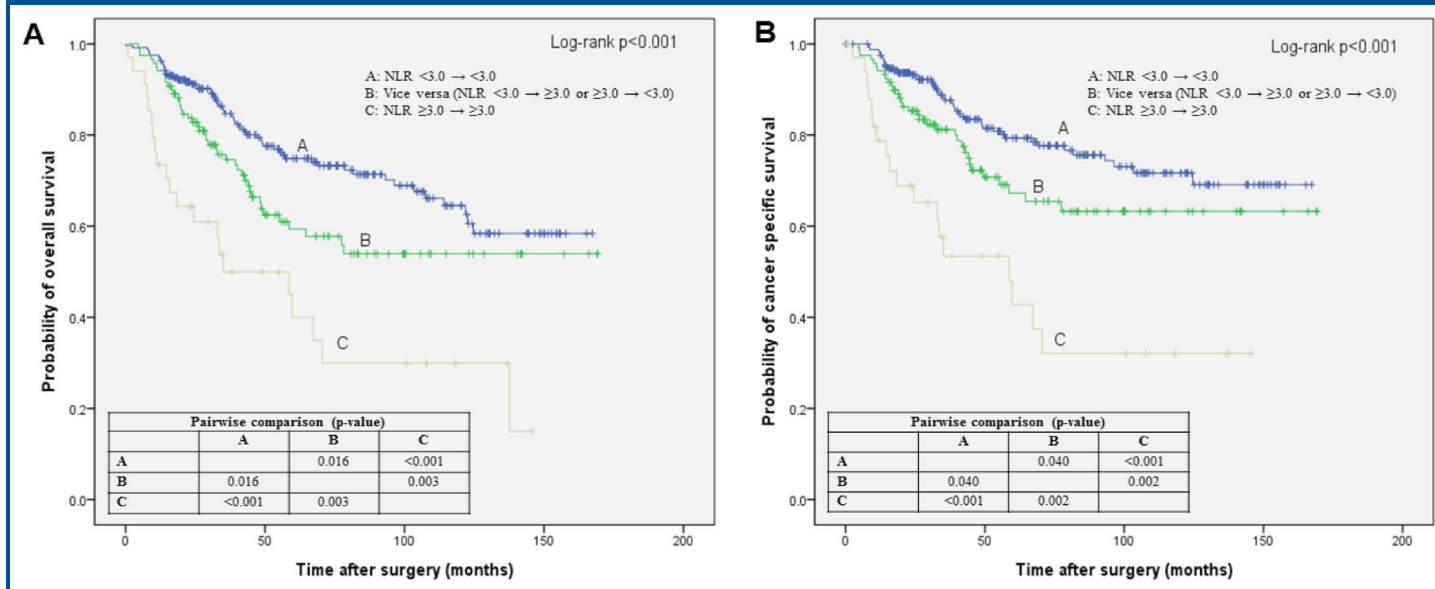 A
Log-rank p<0.001
A: NLR <3.0 → <3.0
B: Vice versa (NLR <3.0 → ≥3.0 or ≥3.0 → <3.0)
C: NLR ≥3.0 → ≥3.0
Probability of overall survival
1.0
0.8
0.6
0.4
0.2
0.0
A
B
C
Pairwise comparison (p-value)
A B C
A 0.016 <0.001
B 0.016 0.003
C <0.001 0.003
0 50 100 150 200
Time after surgery (months)
B
Log-rank p<0.001
A: NLR <3.0 → <3.0
B: Vice versa (NLR <3.0 → ≥3.0 or ≥3.0 → <3.0)
C: NLR ≥3.0 → ≥3.0
Probability of cancer specific survival
1.0
0.8
0.6
0.4
0.2
0.0
A
B
C
Pairwise comparison (p-value)
A B C
A 0.040 <0.001
B 0.040 0.002
C <0.001 0.002
0 50 100 150 200
Time after surgery (months)